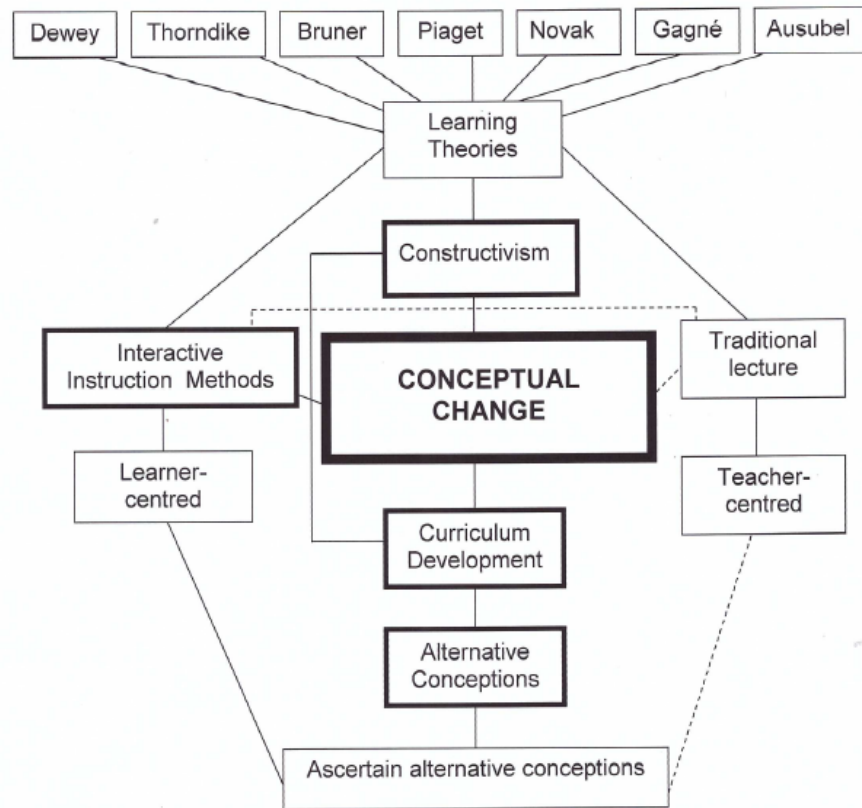 Dewey
Thorndike
Bruner
Piaget
Novak
Gagné
Ausubel
Learning
Theories
Constructivism
Interactive
Instruction Methods
CONCEPTUAL
CHANGE
Traditional
lecture
Learner-
centred
Teacher-
centred
Curriculum
Development
Alternative
Conceptions
Ascertain alternative conceptions